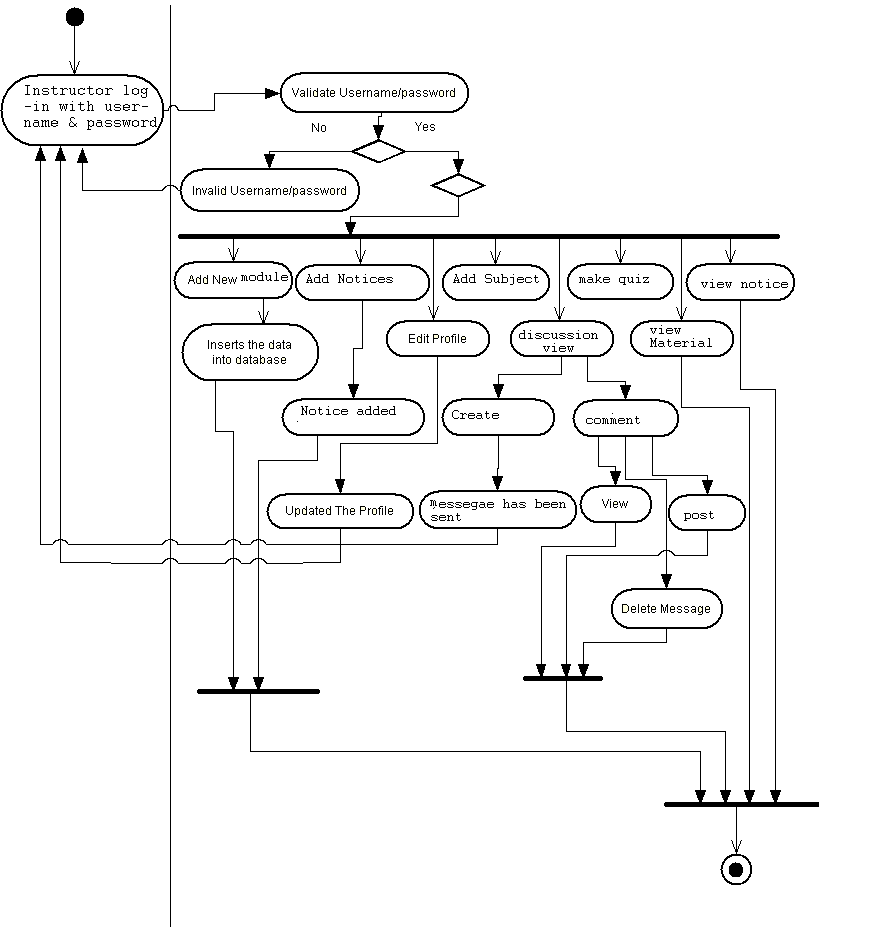 Instructor log
-in with user-
name & password
Validate Username/password
No
Yes
Invalid Username/password
Add New module
Add Notices
Add Subject
make quiz
view notice
Inserts the data
into database
Edit Profile
discussion
view
view
Material
Notice added
Create
comment
Updated The Profile
messegae has been
sent
View
post
Delete Message